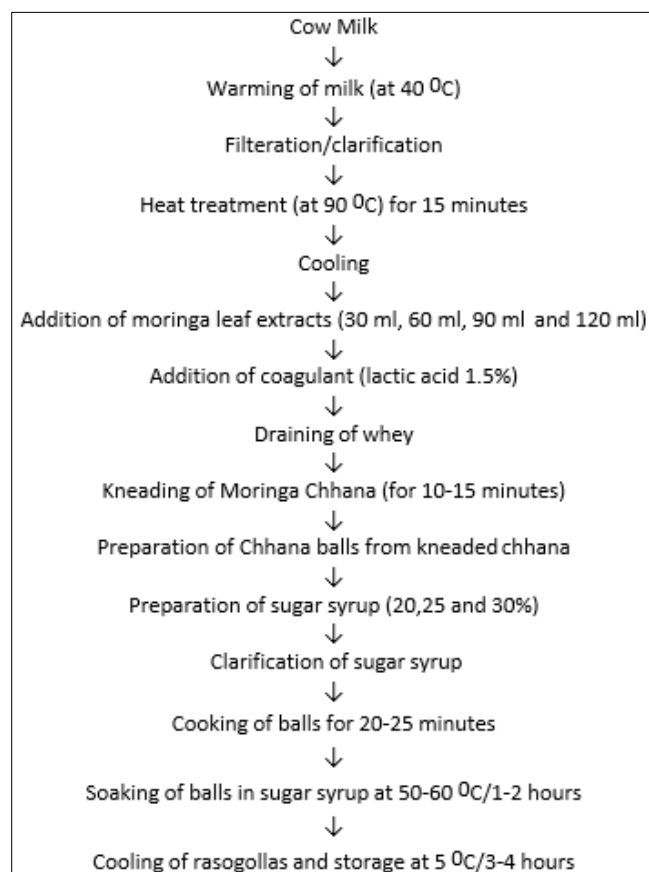 Cow Milk
↓
Warming of milk (at 40 ⁰C)
↓
Filteration/clarification
↓
Heat treatment (at 90 ⁰C) for 15 minutes
↓
Cooling
↓
Addition of moringa leaf extracts (30 ml, 60 ml, 90 ml and 120 ml)
↓
Addition of coagulant (lactic acid 1.5%)
↓
Draining of whey
↓
Kneading of Moringa Chhana (for 10-15 minutes)
↓
Preparation of Chhana balls from kneaded chhana
↓
Preparation of sugar syrup (20,25 and 30%)
↓
Clarification of sugar syrup
↓
Cooking of balls for 20-25 minutes
↓
Soaking of balls in sugar syrup at 50-60 ⁰C/1-2 hours
↓
Cooling of rasogollas and storage at 5 ⁰C/3-4 hours